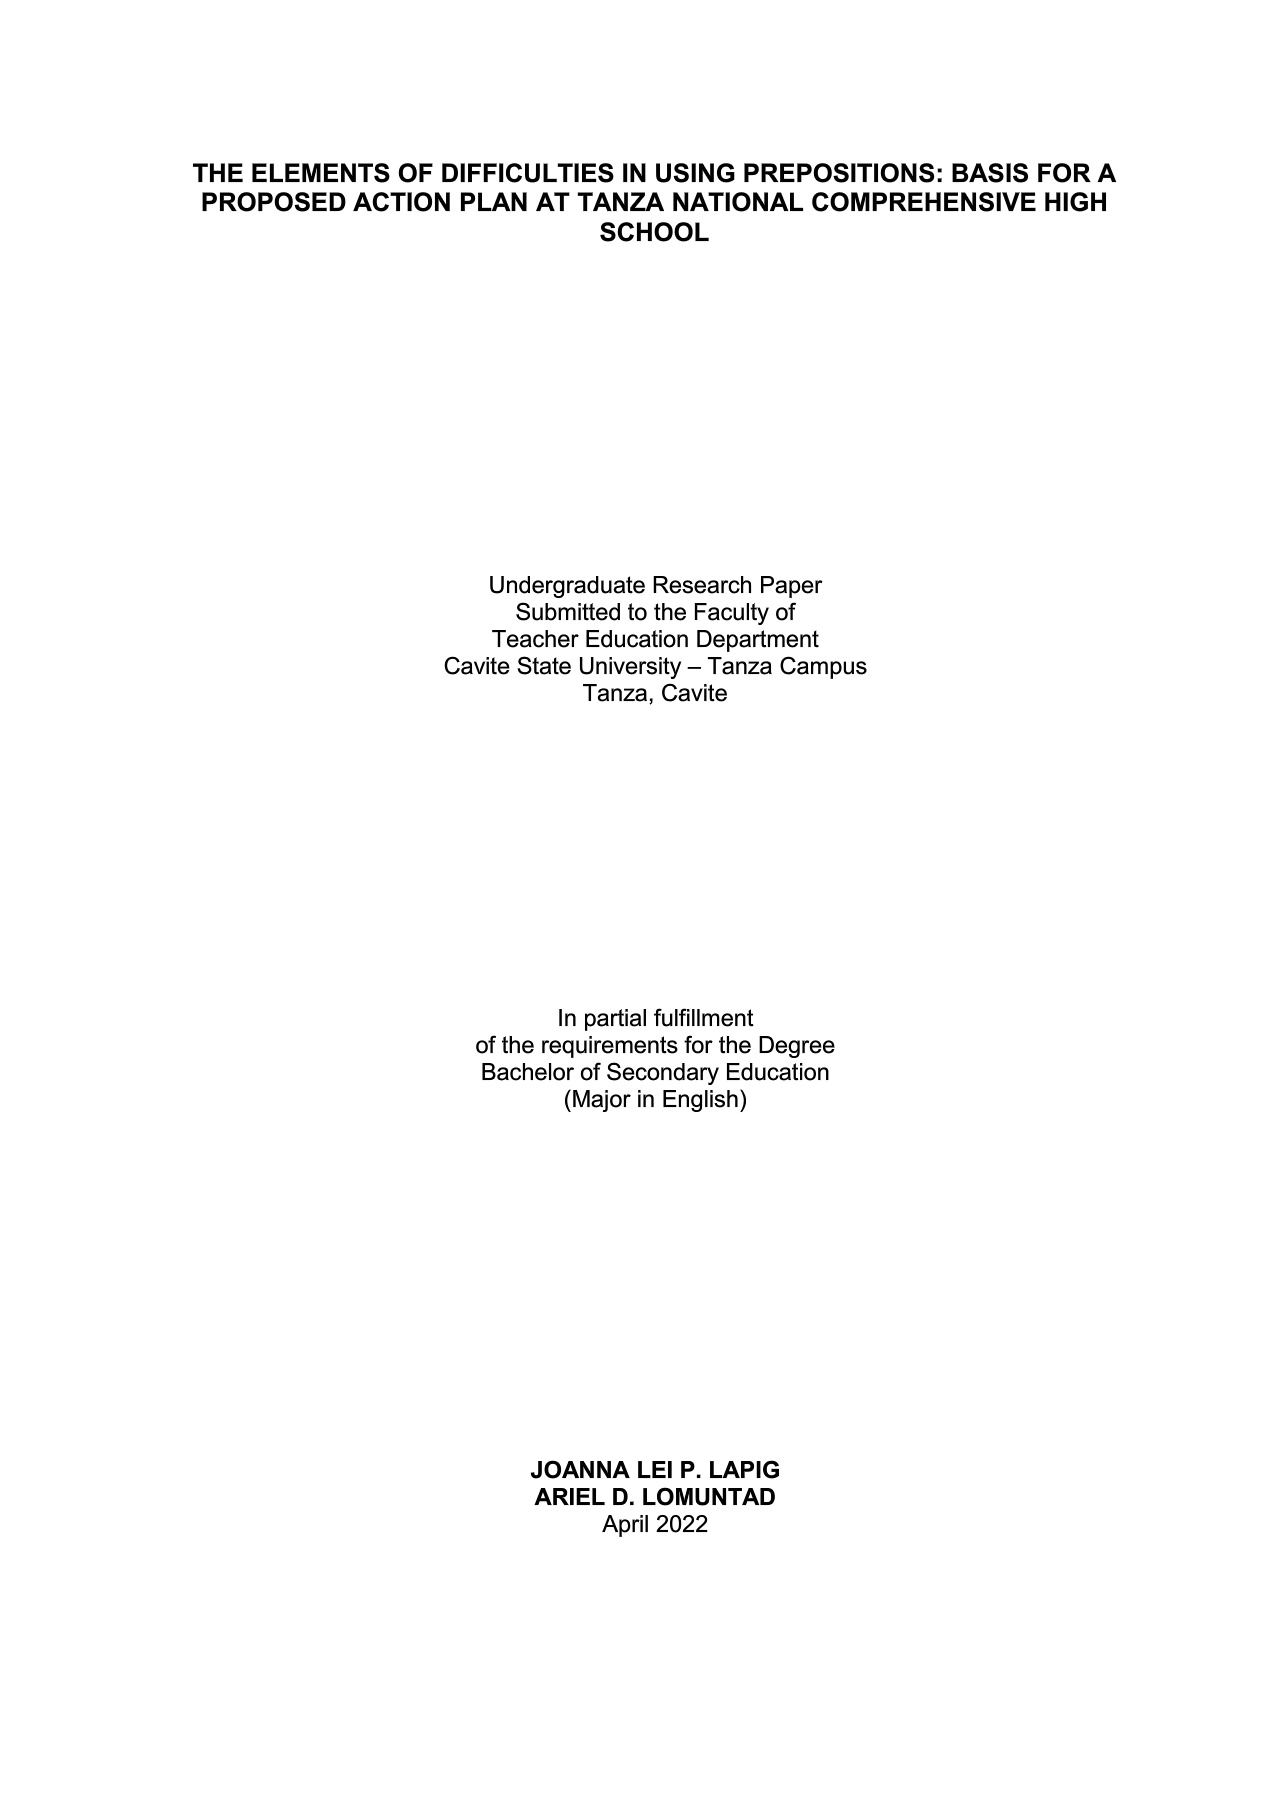 THE ELEMENTS OF DIFFICULTIES IN USING PREPOSITIONS: BASIS FOR A
PROPOSED ACTION PLAN AT TANZA NATIONAL COMPREHENSIVE HIGH
SCHOOL
Undergraduate Research Paper
Submitted to the Faculty of
Teacher Education Department
Cavite State University – Tanza Campus
Tanza, Cavite
In partial fulfillment
of the requirements for the Degree
Bachelor of Secondary Education
(Major in English)
JOANNA LEI P. LAPIG
ARIEL D. LOMUNTAD
April 2022